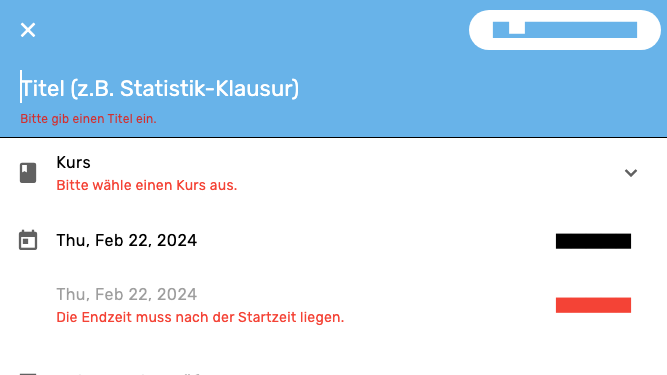 Titel (z.B. Statistik-Klausur)
Bitte gib einen Titel ein.
Kurs
Bitte wähle einen Kurs aus.
Thu, Feb 22, 2024
Thu, Feb 22, 2024
Die Endzeit muss nach der Startzeit liegen.